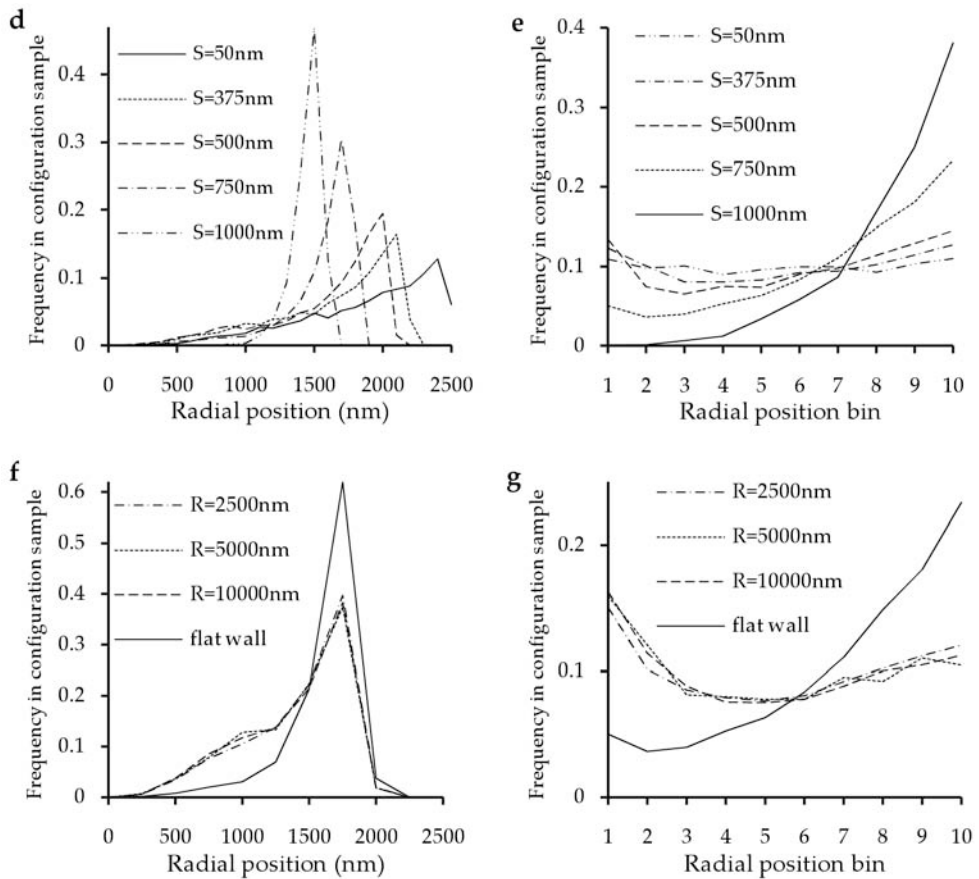 d
Frequency in configuration sample
0.4
0.3
0.2
0.1
0
S=50nm
S=375nm
S=500nm
S=750nm
S=1000nm
0 500 1000 1500 2000 2500
Radial position (nm)
e
Frequency in configuration sample
0.4
0.3
0.2
0.1
0
S=50nm
S=375nm
S=500nm
S=750nm
S=1000nm
1 2 3 4 5 6 7 8 9 10
Radial position bin
f
Frequency in configuration sample
0.6
0.5
0.4
0.3
0.2
0.1
0
R=2500nm
R=5000nm
R=10000nm
flat wall
0 500 1000 1500 2000 2500
Radial position (nm)
g
Frequency in configuration sample
0.2
0.1
0
R=2500nm
R=5000nm
R=10000nm
flat wall
1 2 3 4 5 6 7 8 9 10
Radial position bin